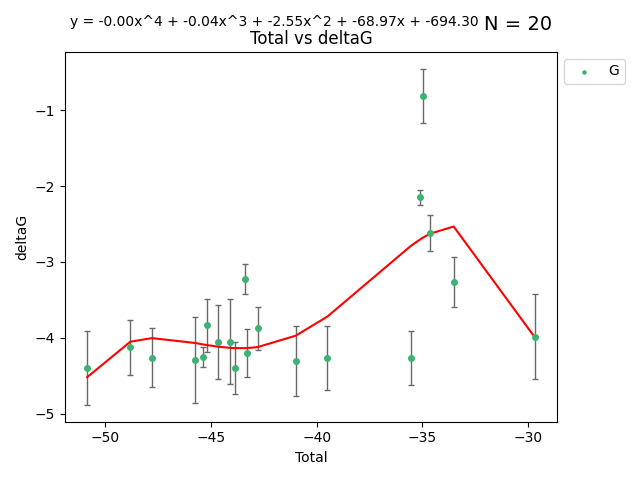 y = -0.00x^4 + -0.04x^3 + -2.55x^2 + -68.97x + -694.30 N = 20
Total vs deltaG
G
−1
−2
−3
−4
−5
deltaG
−50 −45 −40 −35 −30
Total